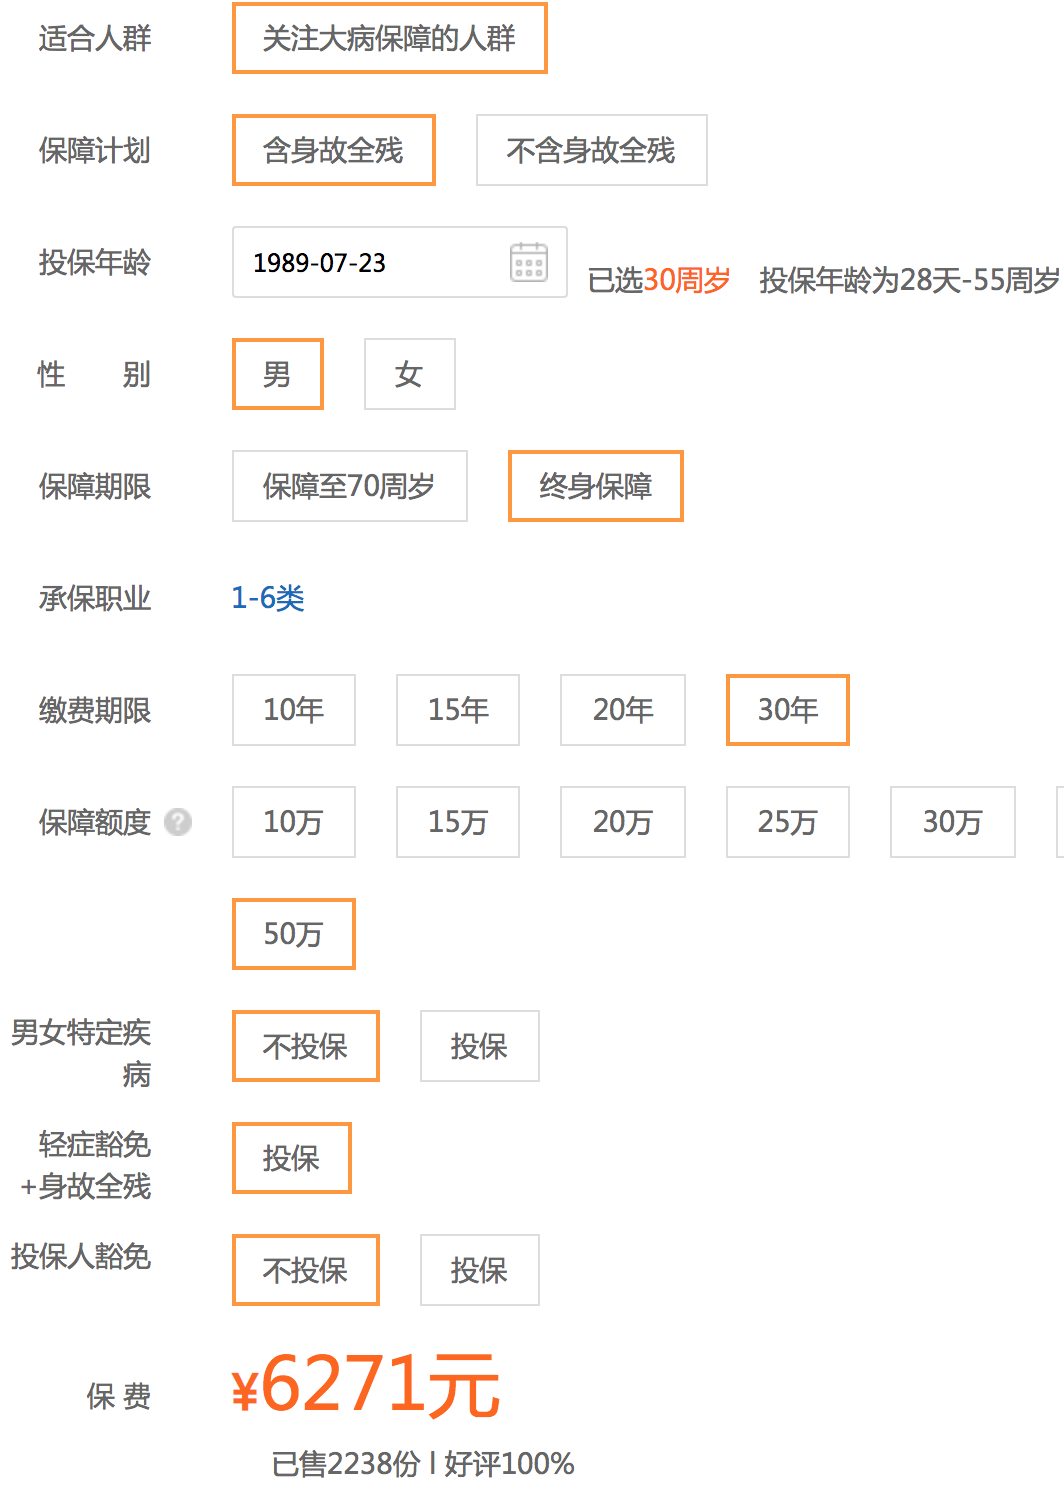 适合人群 关注大病保障的人群
保障计划 含身故全残 不含身故全残
投保年龄 1989-07-23 已选30周岁 投保年龄为28天-55周岁
性 别 男 女
保障期限 保障至70周岁 终身保障
承保职业 1-6类
缴费期限 10年 15年 20年 30年
保障额度 ? 10万 15万 20万 25万 30万
50万
男女特定疾
病
不投保 投保
轻症豁免
+身故全残
投保
投保人豁免 不投保 投保
保 费 ¥6271元
已售2238份 | 好评100%